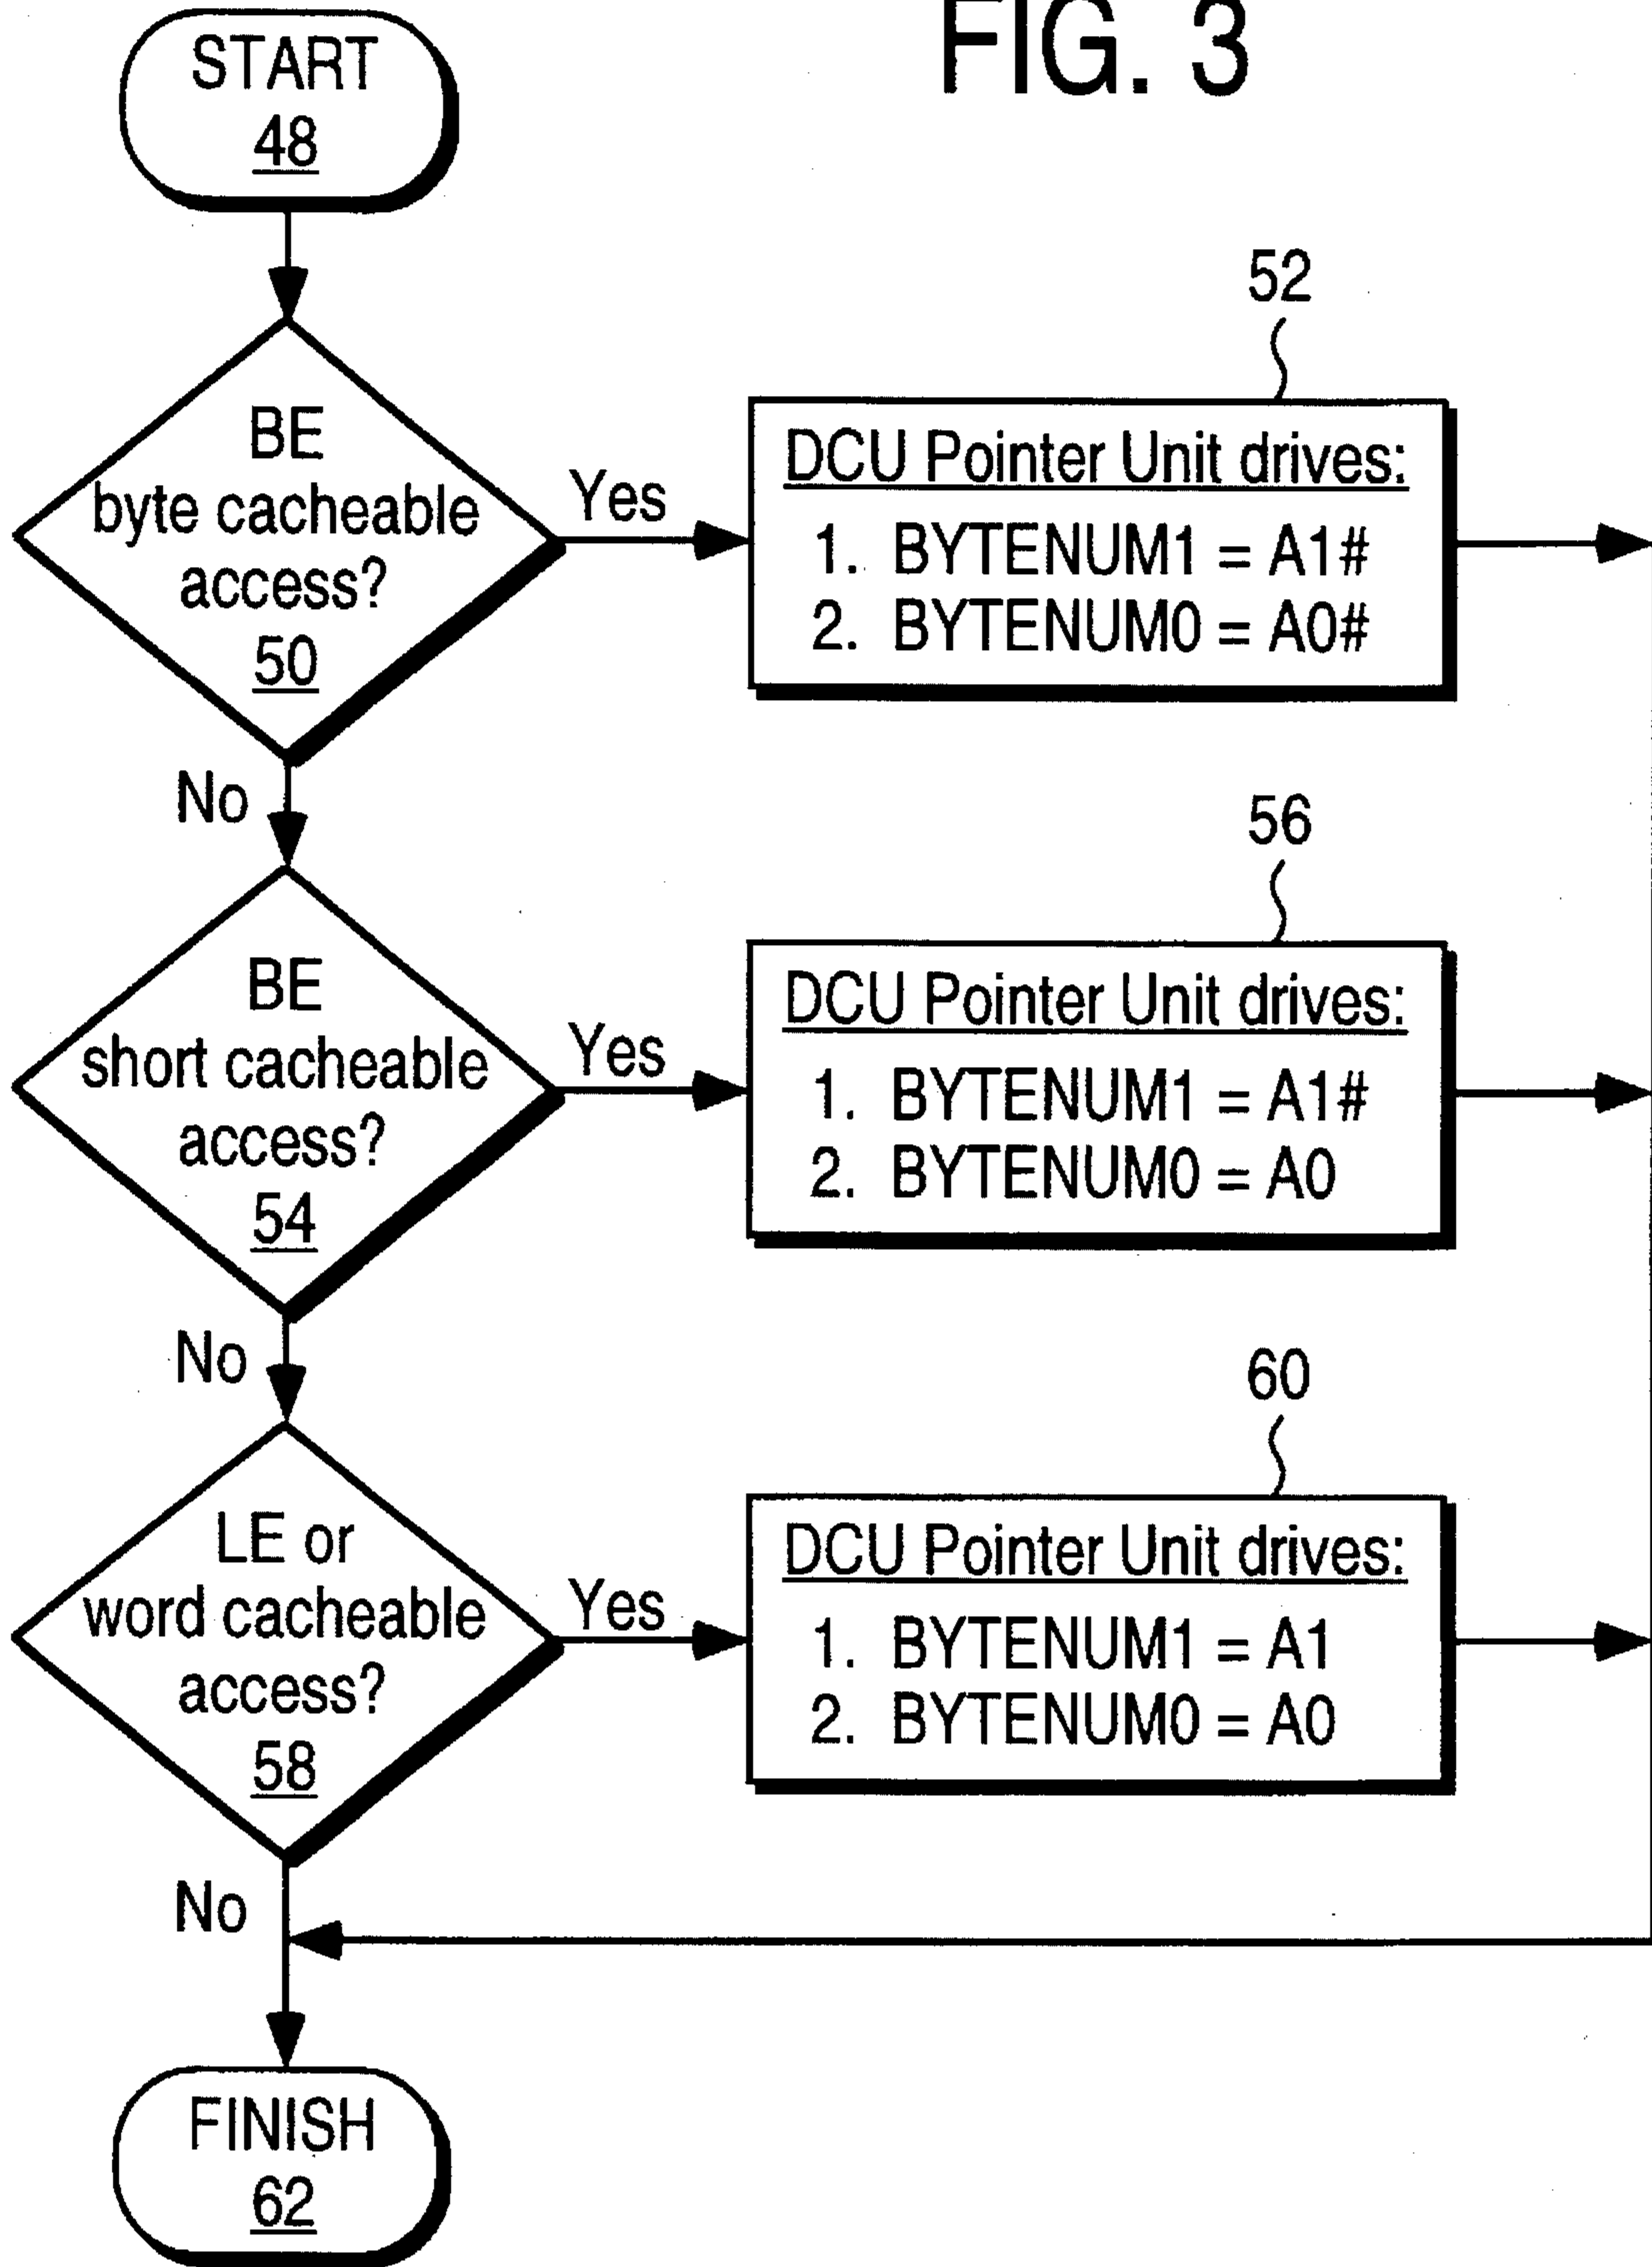 FIG. 3
START
48
BE
byte cacheable
access?
50
Yes
No
52
DCU Pointer Unit drives:
1. BYTENUM1 = A1#
2. BYTENUM0 = A0#
BE
short cacheable
access?
54
Yes
No
56
DCU Pointer Unit drives:
1. BYTENUM1 = A1#
2. BYTENUM0 = A0
LE or
word cacheable
access?
58
Yes
No
60
DCU Pointer Unit drives:
1. BYTENUM1 = A1
2. BYTENUM0 = A0
FINISH
62